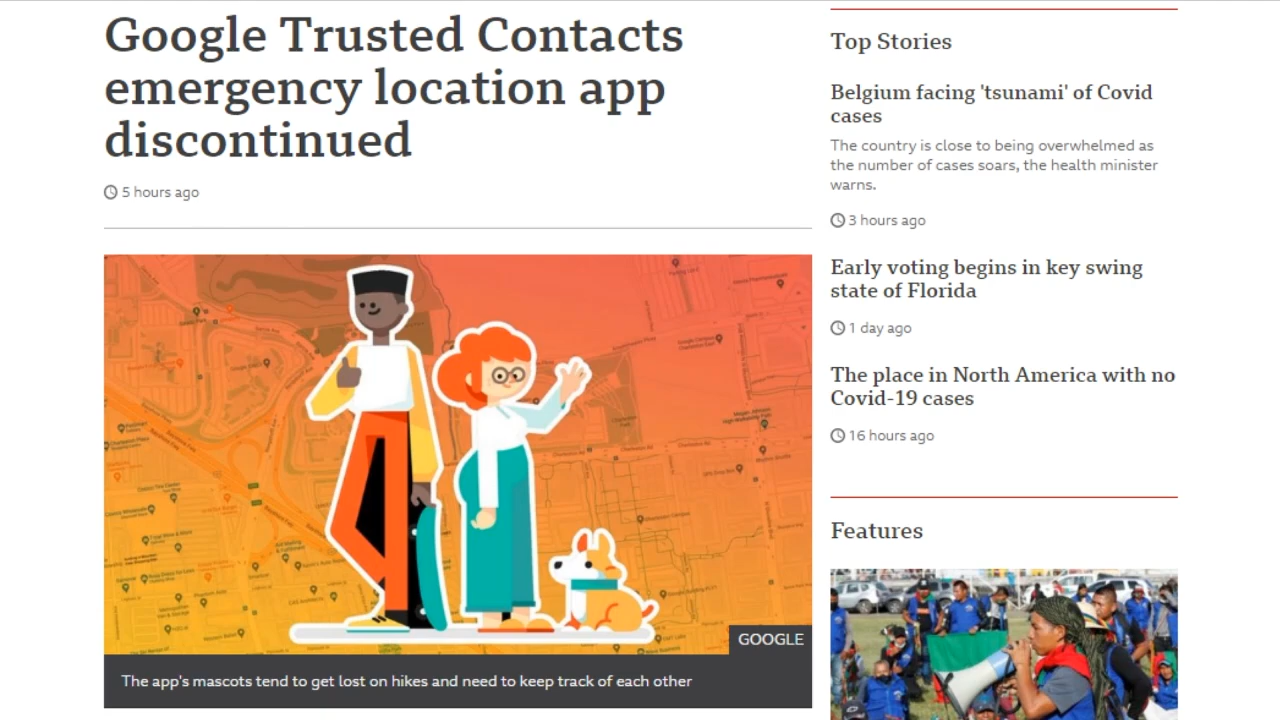 Google Trusted Contacts
emergency location app
discontinued
5 hours ago
GOOGLE
The app's mascots tend to get lost on hikes and need to keep track of each other
Top Stories
Belgium facing 'tsunami' of Covid
cases
The country is close to being overwhelmed as
the number of cases soars, the health minister
warns.
3 hours ago
Early voting begins in key swing
state of Florida
1 day ago
The place in North America with no
Covid-19 cases
16 hours ago
Features